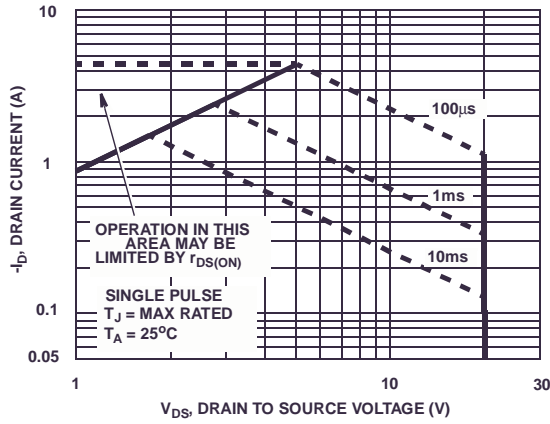 10
1
0.1
0.05
-I_D, DRAIN CURRENT (A)
100μs
1ms
10ms
OPERATION IN THIS
AREA MAY BE
LIMITED BY r_DS(ON)
SINGLE PULSE
T_J = MAX RATED
T_A = 25°C
1
10
30
V_DS, DRAIN TO SOURCE VOLTAGE (V)